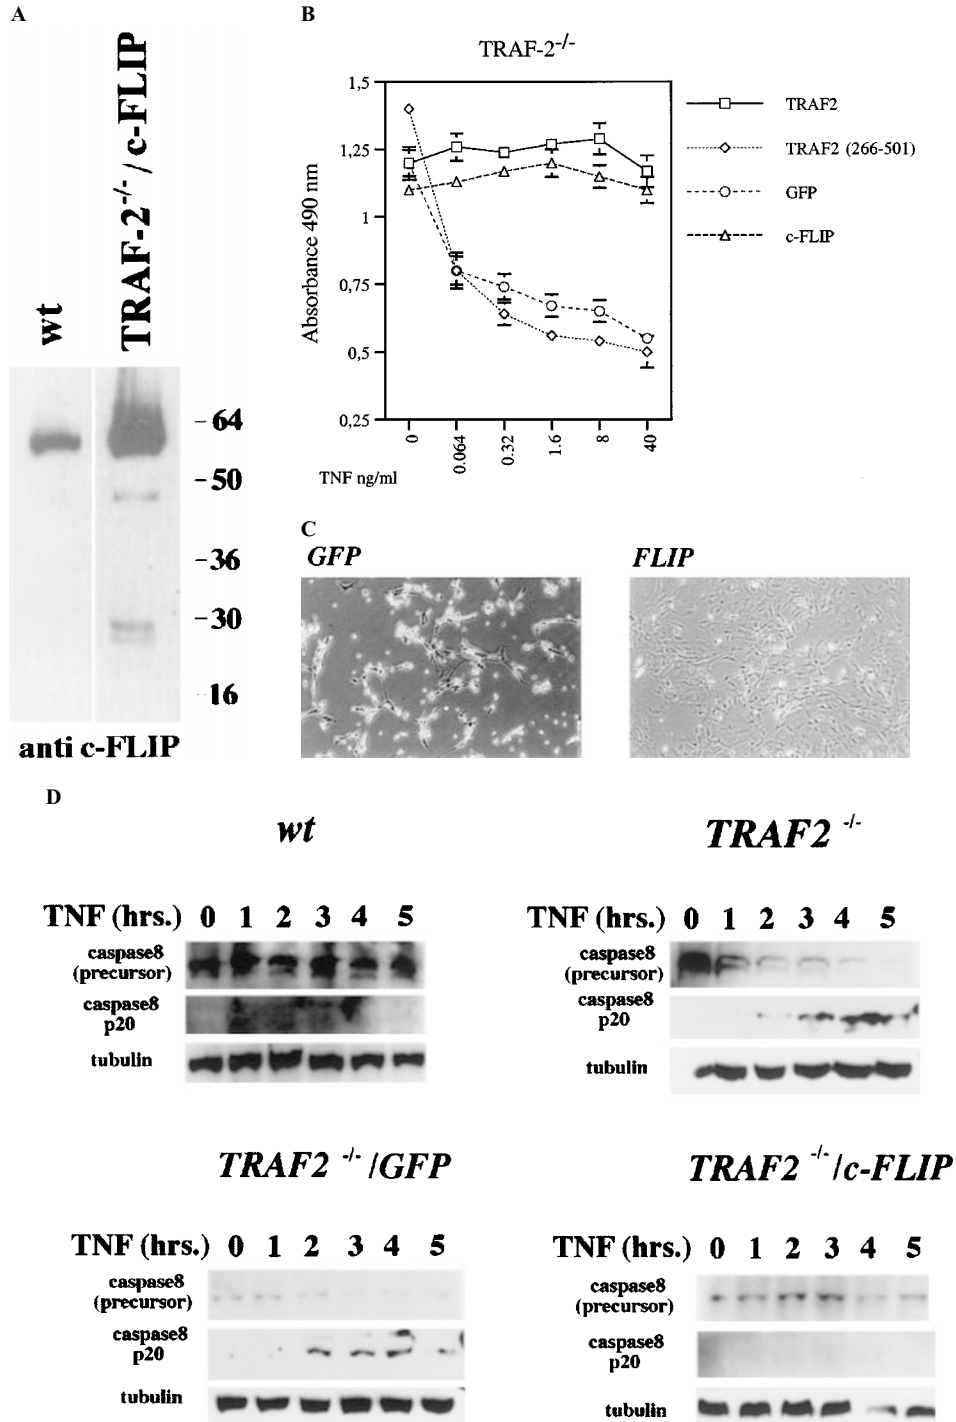 A
wt
TRAF-2-/-/ c-FLIP
- 64
- 50
- 36
- 30
16
anti c-FLIP
B
TRAF-2-/-
Absorbance 490 nm
1,5
1,25
1
0,75
0,5
0,25
0 0.064 0.32 1.6 8 40
TNF ng/ml
TRAF2
TRAF2 (266-501)
GFP
c-FLIP
C
GFP
FLIP
D
wt
TNF (hrs.) 0 1 2 3 4 5
caspase8
(precursor)
caspase8
p20
tubulin
TRAF2 -/-
TNF (hrs.) 0 1 2 3 4 5
caspase8
(precursor)
caspase8
p20
tubulin
TRAF2 -/- /GFP
TNF (hrs.) 0 1 2 3 4 5
caspase8
(precursor)
caspase8
p20
tubulin
TRAF2 -/-/c-FLIP
TNF (hrs.) 0 1 2 3 4 5
caspase8
(precursor)
caspase8
p20
tubulin